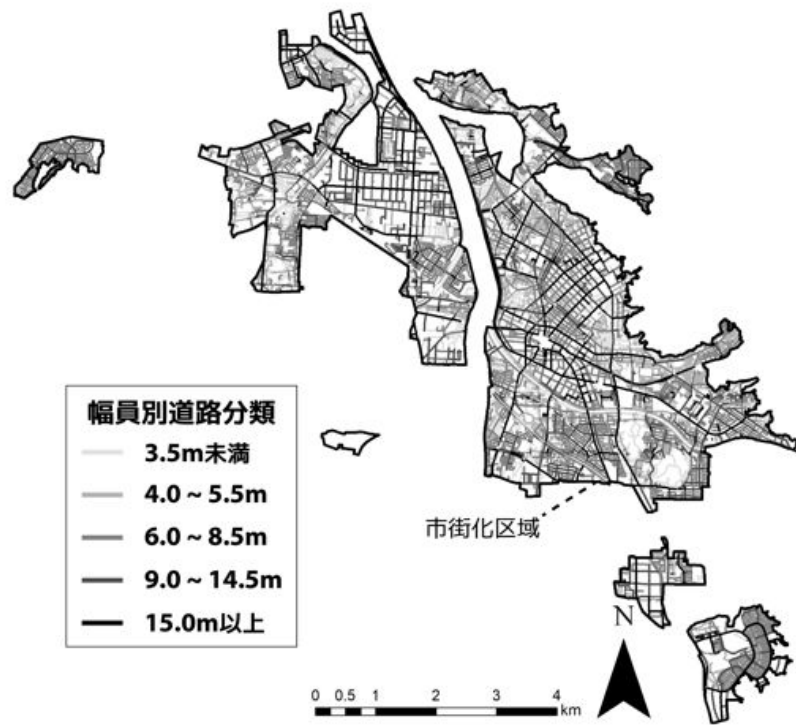 幅員別道路分類
3.5m未満
4.0 ~ 5.5m
6.0 ~ 8.5m
9.0 ~ 14.5m
15.0m以上
市街化区域
N
0 0.5 1 2 3 4
km